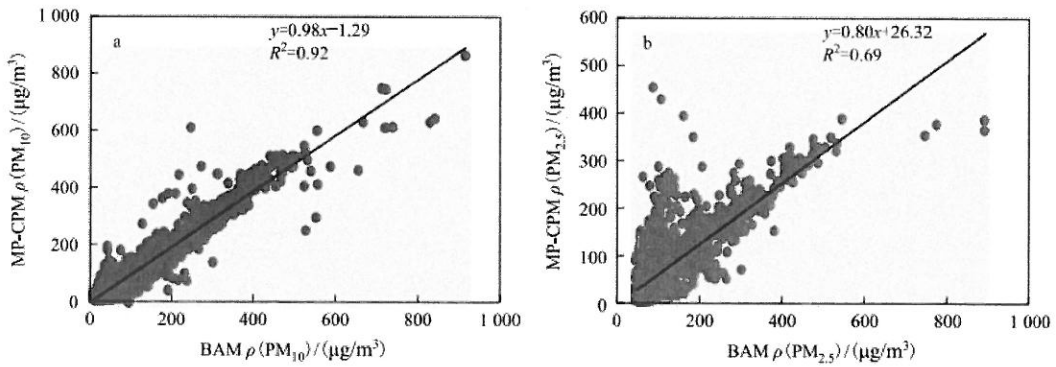 a
y=0.98x−1.29
R²=0.92
1 000
800
600
400
200
0
MP-CPM ρ (PM₁₀) / (μg/m³)
0 200 400 600 800 1 000
BAM ρ (PM₁₀) / (μg/m³)
b
y=0.80x+26.32
R²=0.69
600
500
400
300
200
100
0
MP-CPM ρ (PM₂.₅) / (μg/m³)
0 200 400 600 800 1 000
BAM ρ (PM₂.₅) / (μg/m³)